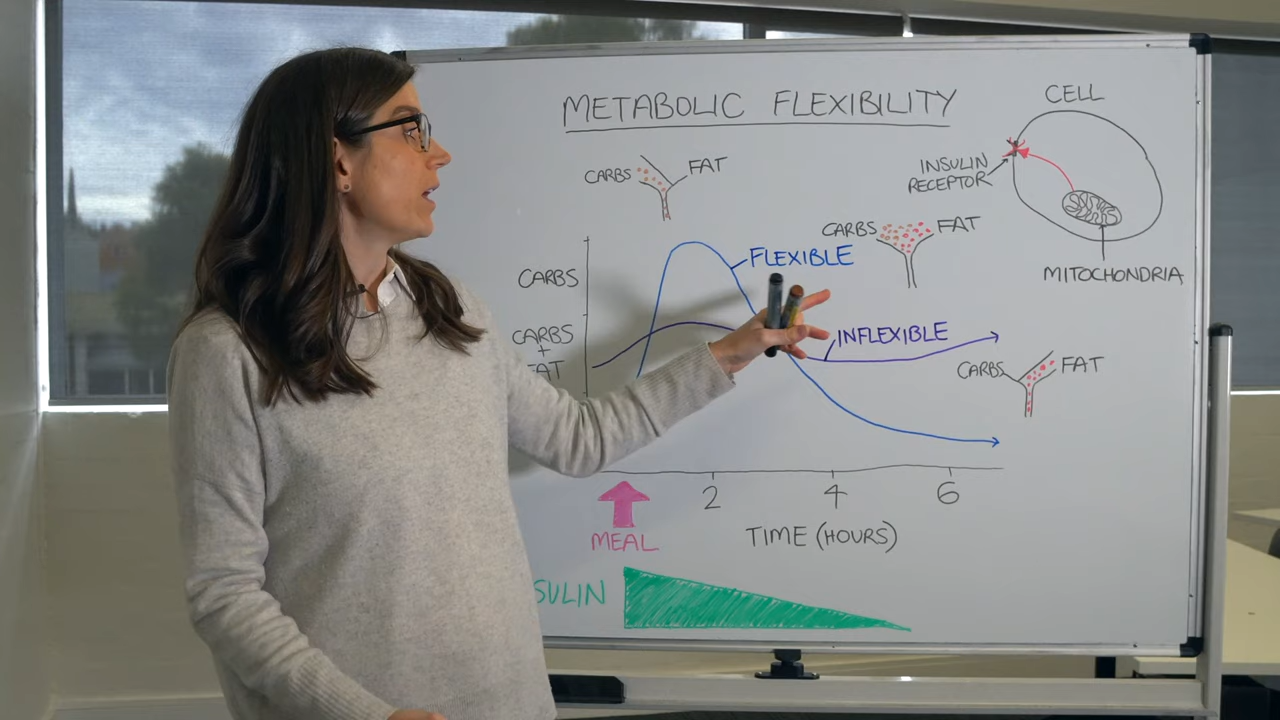 METABOLIC FLEXIBILITY
CELL
INSULIN
RECEPTOR
MITOCHONDRIA
CARBS FAT
CARBS FAT
FLEXIBLE
CARBS
CARBS
+
FAT
INFLEXIBLE
CARBS FAT
2 4 6
TIME (HOURS)
MEAL
SULIN